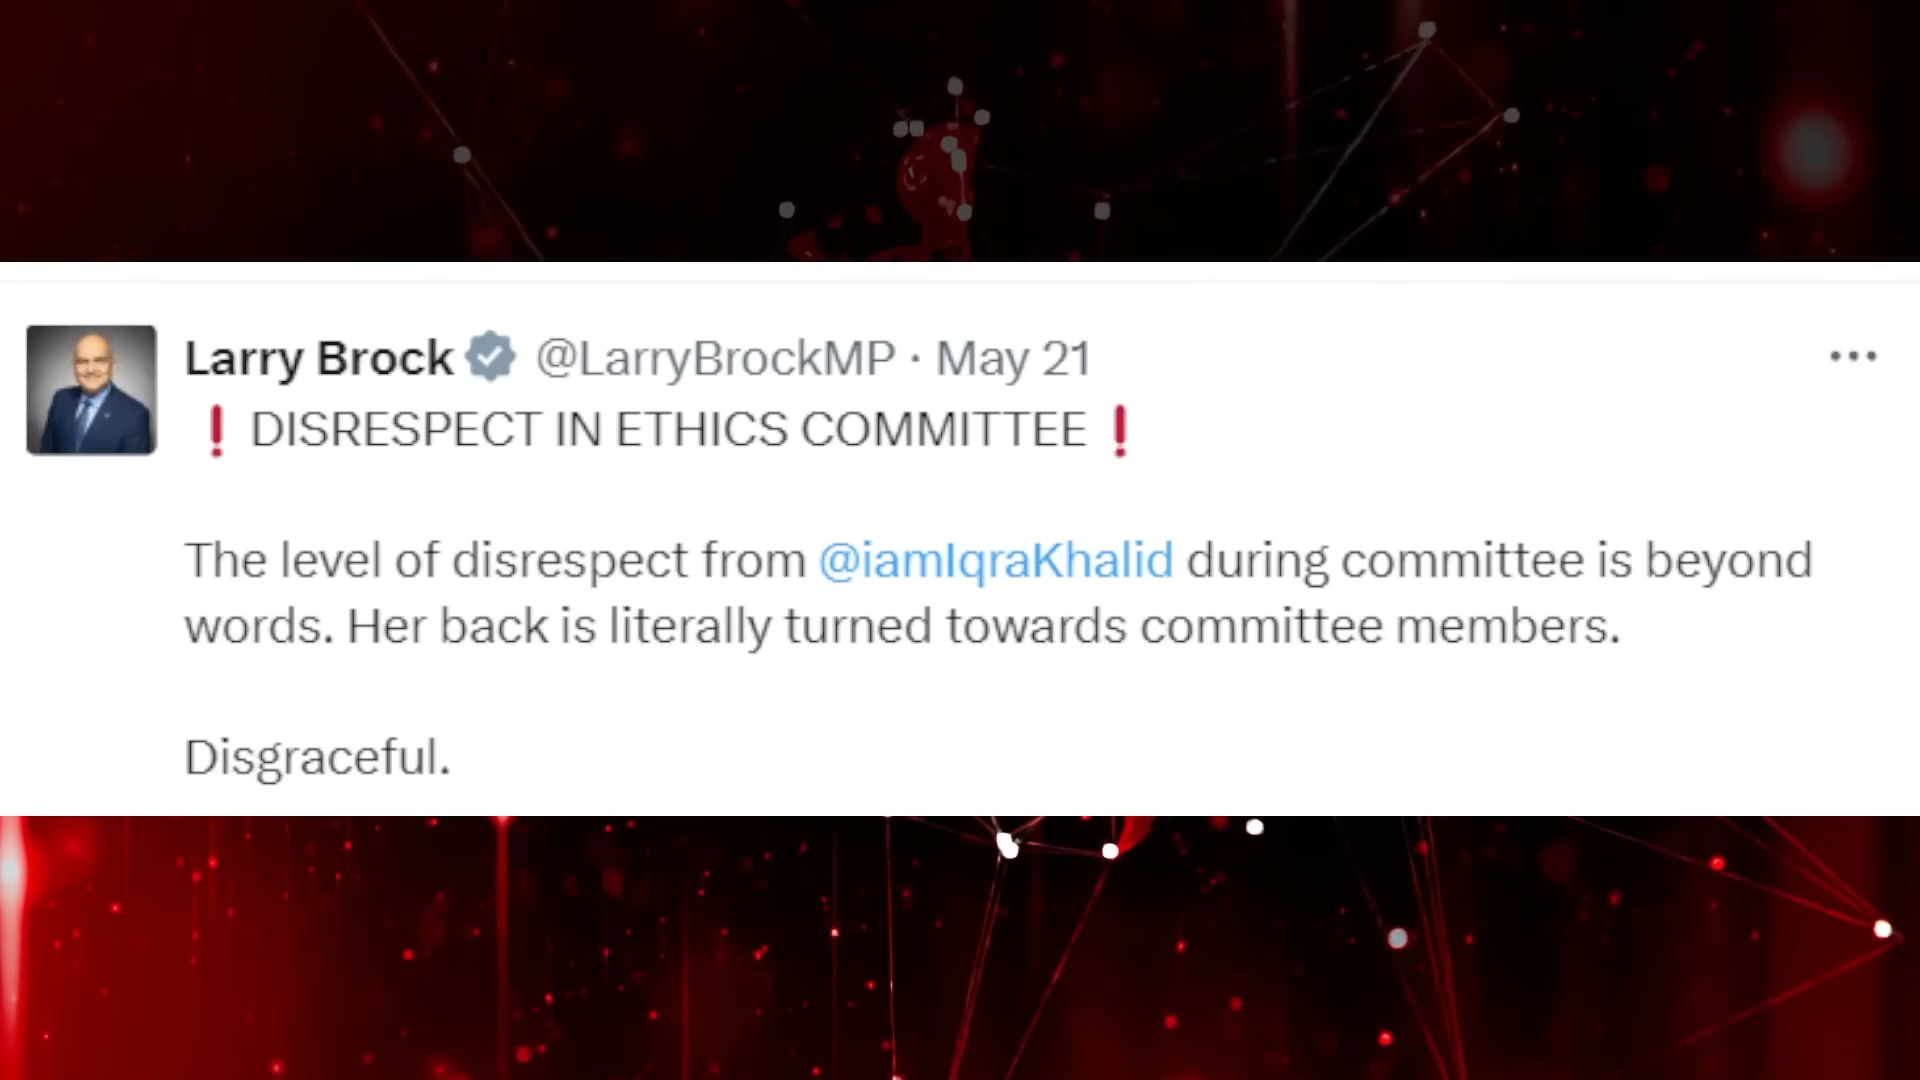 Larry Brock @LarryBrockMP · May 21
❗ DISRESPECT IN ETHICS COMMITTEE ❗
The level of disrespect from @iamIqraKhalid during committee is beyond
words. Her back is literally turned towards committee members.
Disgraceful.